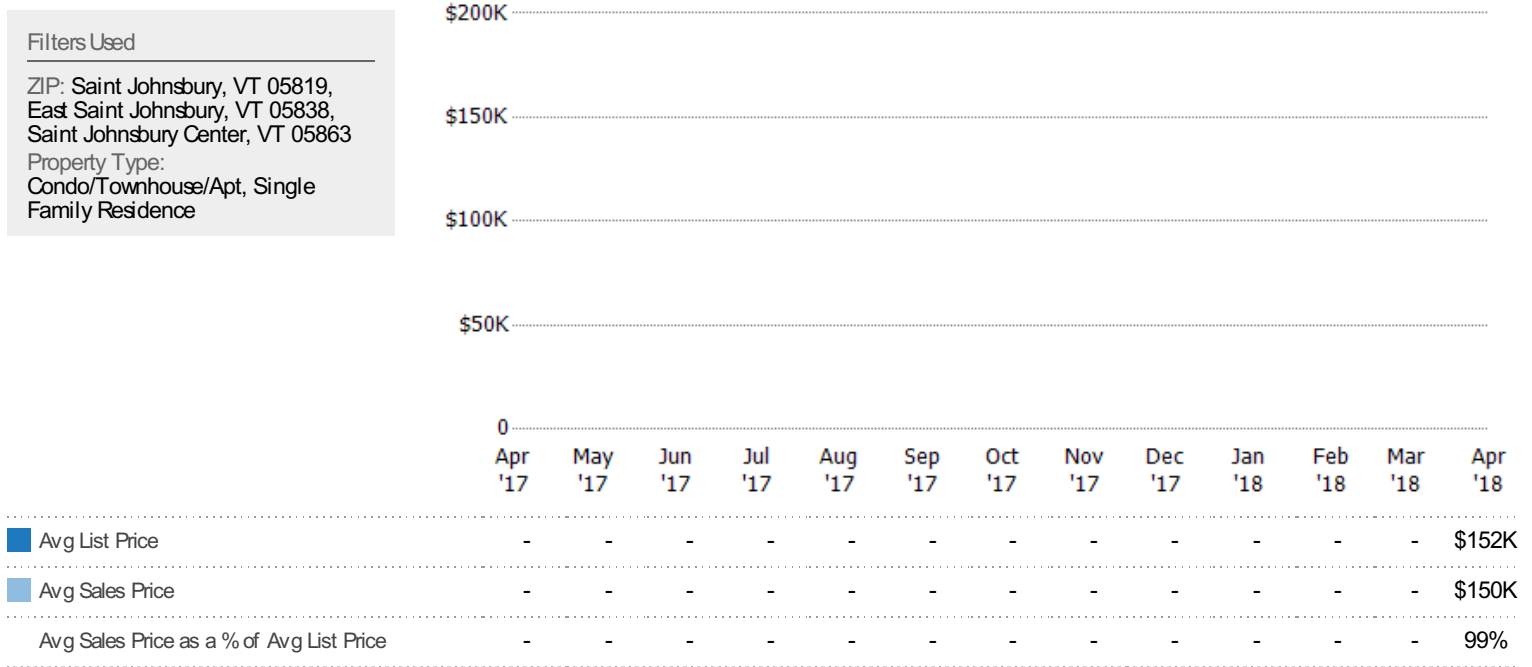 Filters Used
ZIP: Saint Johnsbury, VT 05819,
East Saint Johnsbury, VT 05838,
Saint Johnsbury Center, VT 05863
Property Type:
Condo/Townhouse/Apt, Single
Family Residence
$200K
$150K
$100K
$50K
0
Apr May Jun Jul Aug Sep Oct Nov Dec Jan Feb Mar Apr
'17 '17 '17 '17 '17 '17 '17 '17 '17 '18 '18 '18 '18
Avg List Price - - - - - - - - - - - - $152K
Avg Sales Price - - - - - - - - - - - - $150K
Avg Sales Price as a % of Avg List Price - - - - - - - - - - - - 99%